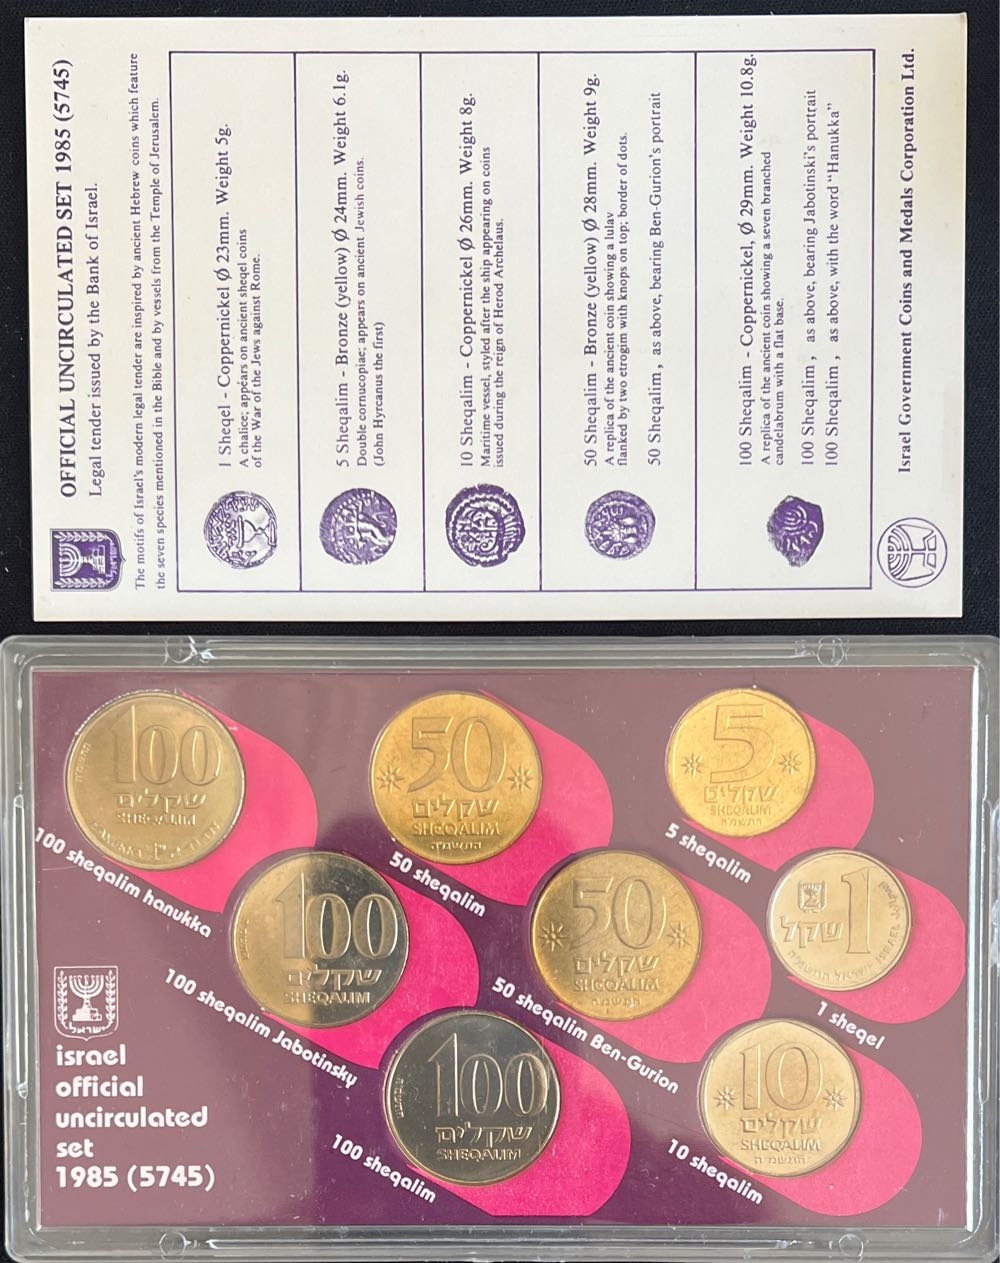 OFFICIAL UNCIRCULATED SET 1985 (5745)
Legal tender issued by the Bank of Israel.
The motifs of Israel's modern legal tender are inspired by ancient Hebrew coins which feature
the seven species mentioned in the Bible and by vessels from the Temple of Jerusalem.
1 Sheqel - Coppernickel Ø 23mm. Weight 5g.
A chalice; appears on ancient sheqel coins
of the War of the Jews against Rome.
5 Sheqalim - Bronze (yellow) Ø 24mm. Weight 6.1g.
Double cornucopiae; appears on ancient Jewish coins.
(John Hyrcanus the first)
10 Sheqalim - Coppernickel Ø 26mm. Weight 8g.
Maritime vessel, styled after the ship appearing on coins
issued during the reign of Herod Archelaus.
50 Sheqalim - Bronze (yellow) Ø 28mm. Weight 9g.
A replica of the ancient coin showing a lulav
flanked by two etrogim with knops on top; border of dots.
50 Sheqalim, as above, bearing Ben-Gurion's portrait
100 Sheqalim - Coppernickel, Ø 29mm. Weight 10.8g.
A replica of the ancient coin showing a seven branched
candelabrum with a flat base.
100 Sheqalim, as above, bearing Jabotinski's portrait
100 Sheqalim, as above, with the word "Hanukka"
Israel Government Coins and Medals Corporation Ltd.
100
שקלים
SHEQALIM
100 sheqalim hanukka
50
שקלים
SHEQALIM
התשמ"ה
50 sheqalim
5
שקלים
SHEQALIM
התשמ"ה
5 sheqalim
100
שקלים
SHEQALIM
100 sheqalim Jabotinsky
50
שקלים
SHEQALIM
התשמ"ה
50 sheqalim Ben-Gurion
1
שקל
ISRAEL
1 sheqel
100
שקלים
SHEQALIM
100 sheqalim
10
שקלים
SHEQALIM
התשמ"ה
10 sheqalim
ישראל
israel
official
uncirculated
set
1985 (5745)